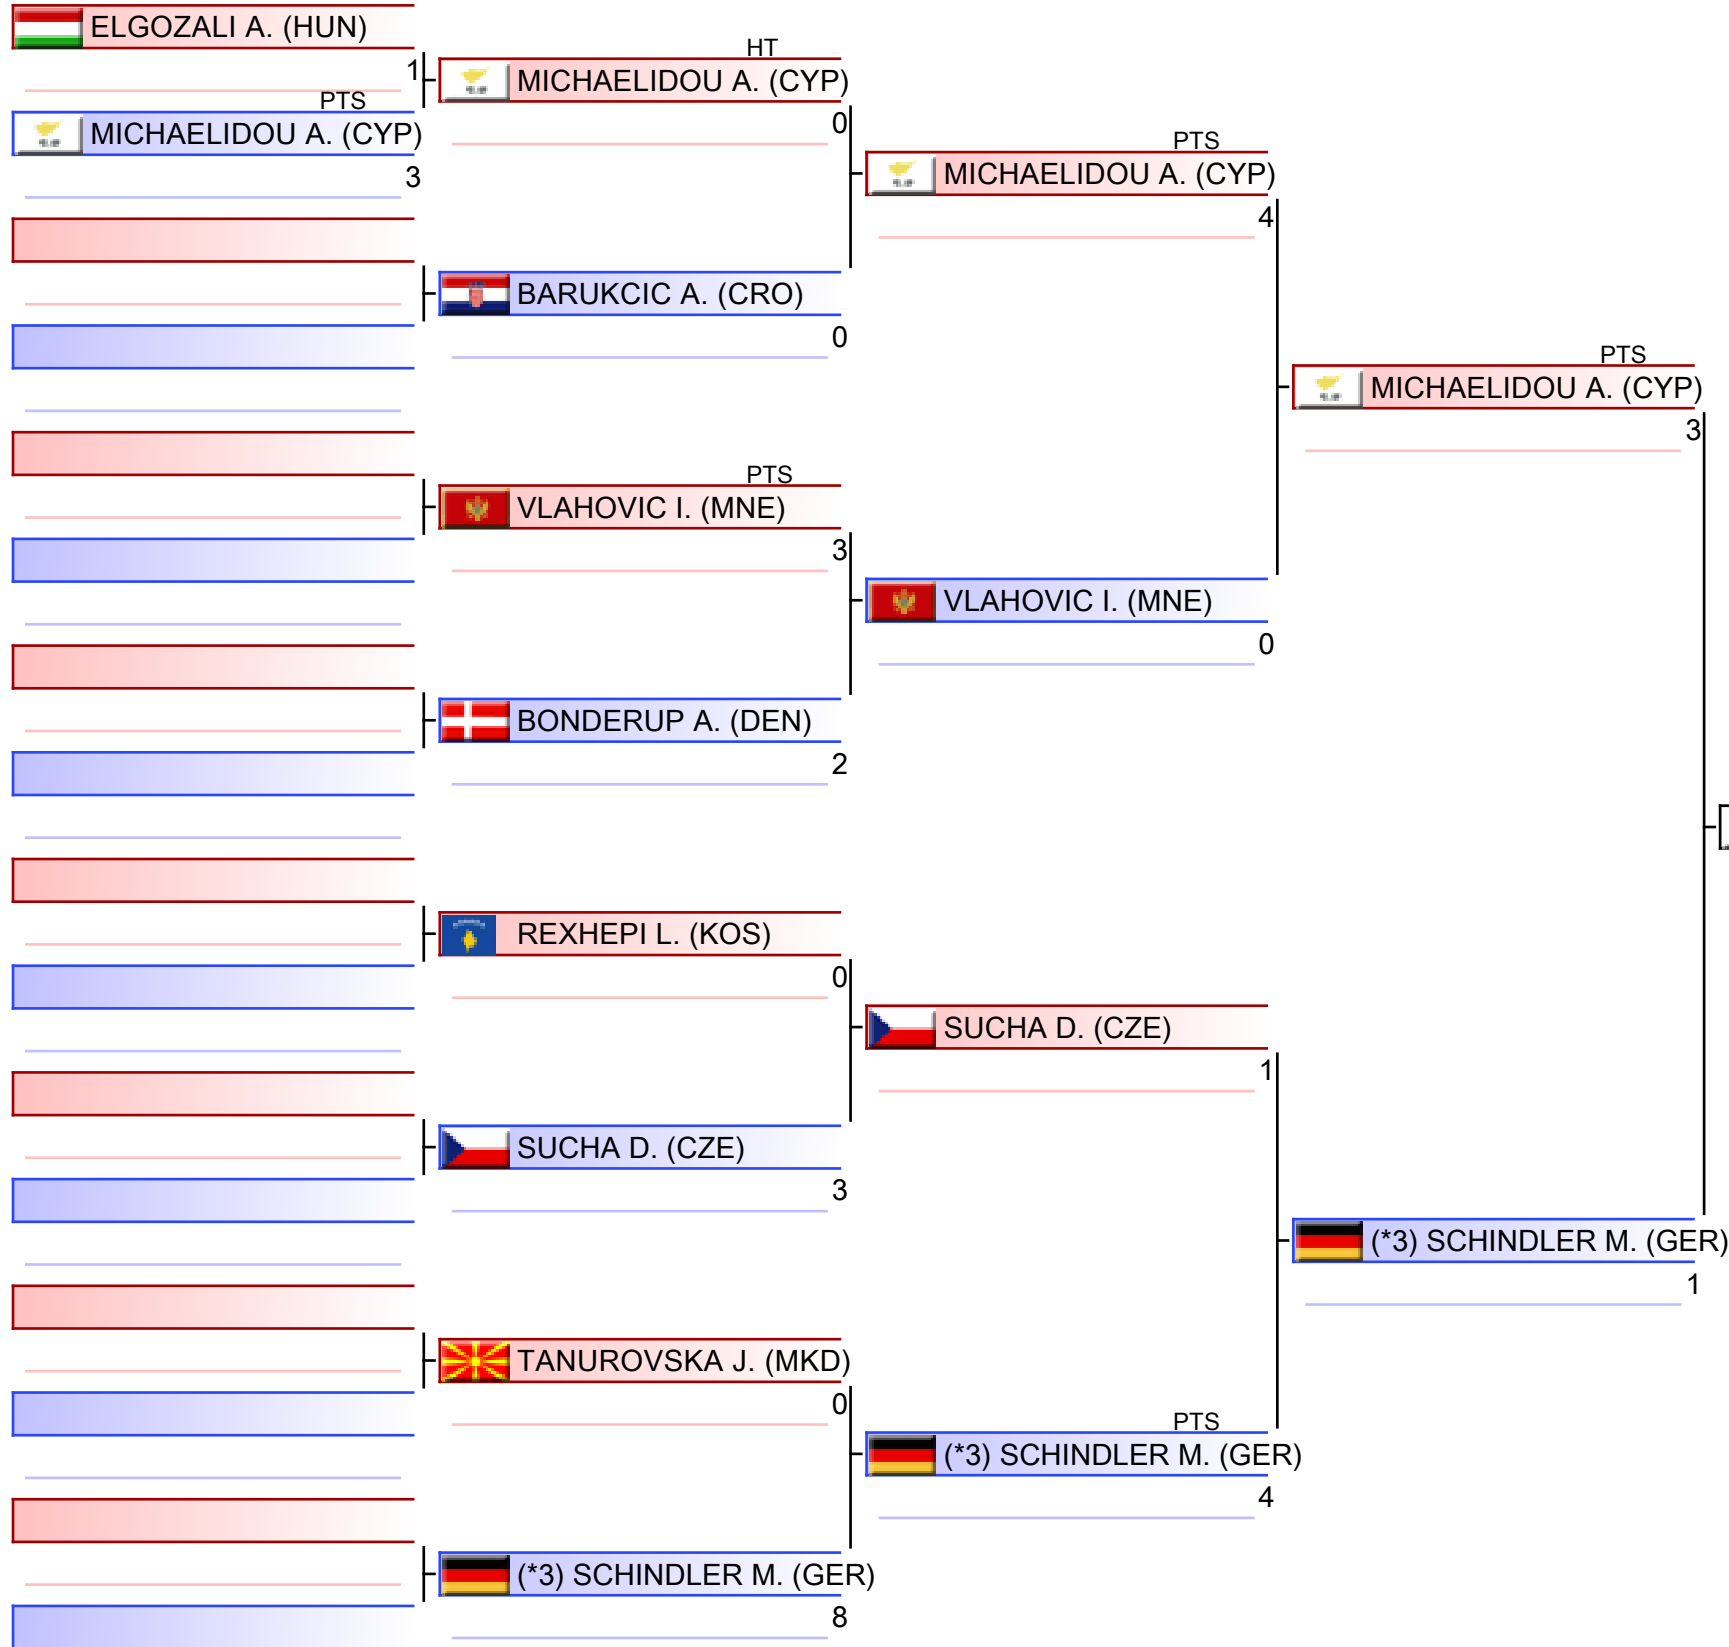 ELGOZALI A. (HUN)
1
PTS
MICHAELIDOU A. (CYP)
3
HT
MICHAELIDOU A. (CYP)
0
BARUKCIC A. (CRO)
0
PTS
VLAHOVIC I. (MNE)
3
BONDERUP A. (DEN)
2
REXHEPI L. (KOS)
0
SUCHA D. (CZE)
3
TANUROVSKA J. (MKD)
0
(*3) SCHINDLER M. (GER)
8
PTS
MICHAELIDOU A. (CYP)
4
VLAHOVIC I. (MNE)
0
SUCHA D. (CZE)
1
PTS
(*3) SCHINDLER M. (GER)
4
PTS
MICHAELIDOU A. (CYP)
3
(*3) SCHINDLER M. (GER)
1